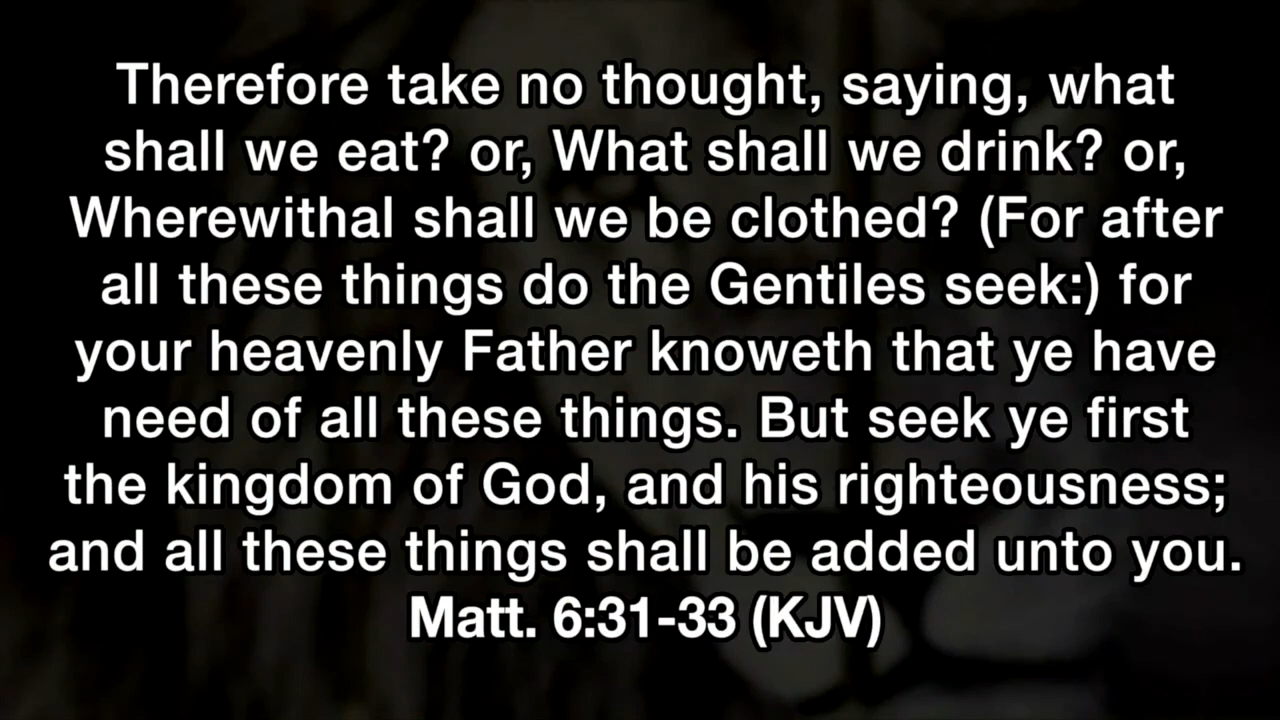 Therefore take no thought, saying, what
shall we eat? or, What shall we drink? or,
Wherewithal shall we be clothed? (For after
all these things do the Gentiles seek:) for
your heavenly Father knoweth that ye have
need of all these things. But seek ye first
the kingdom of God, and his righteousness;
and all these things shall be added unto you.
Matt. 6:31-33 (KJV)